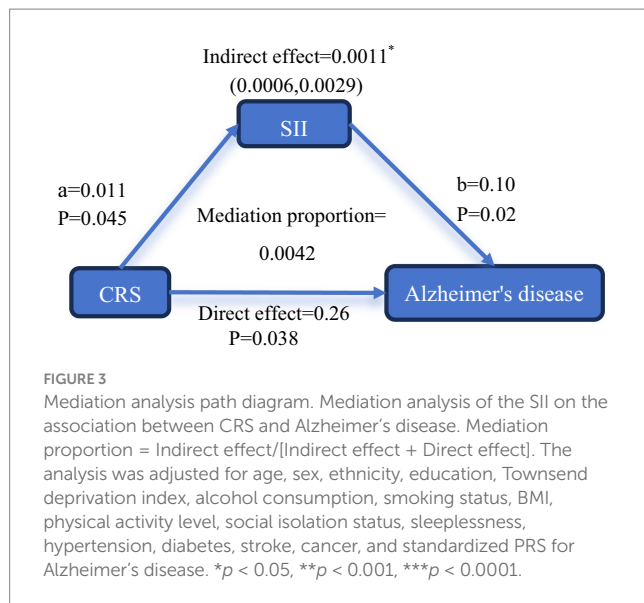 Indirect effect=0.0011*
(0.0006,0.0029)
SII
a=0.011
P=0.045
b=0.10
P=0.02
Mediation proportion=
0.0042
CRS
Alzheimer's disease
Direct effect=0.26
P=0.038
FIGURE 3
Mediation analysis path diagram. Mediation analysis of the SII on the
association between CRS and Alzheimer’s disease. Mediation
proportion = Indirect effect/[Indirect effect + Direct effect]. The
analysis was adjusted for age, sex, ethnicity, education, Townsend
deprivation index, alcohol consumption, smoking status, BMI,
physical activity level, social isolation status, sleeplessness,
hypertension, diabetes, stroke, cancer, and standardized PRS for
Alzheimer’s disease. *p < 0.05, **p < 0.001, ***p < 0.0001.